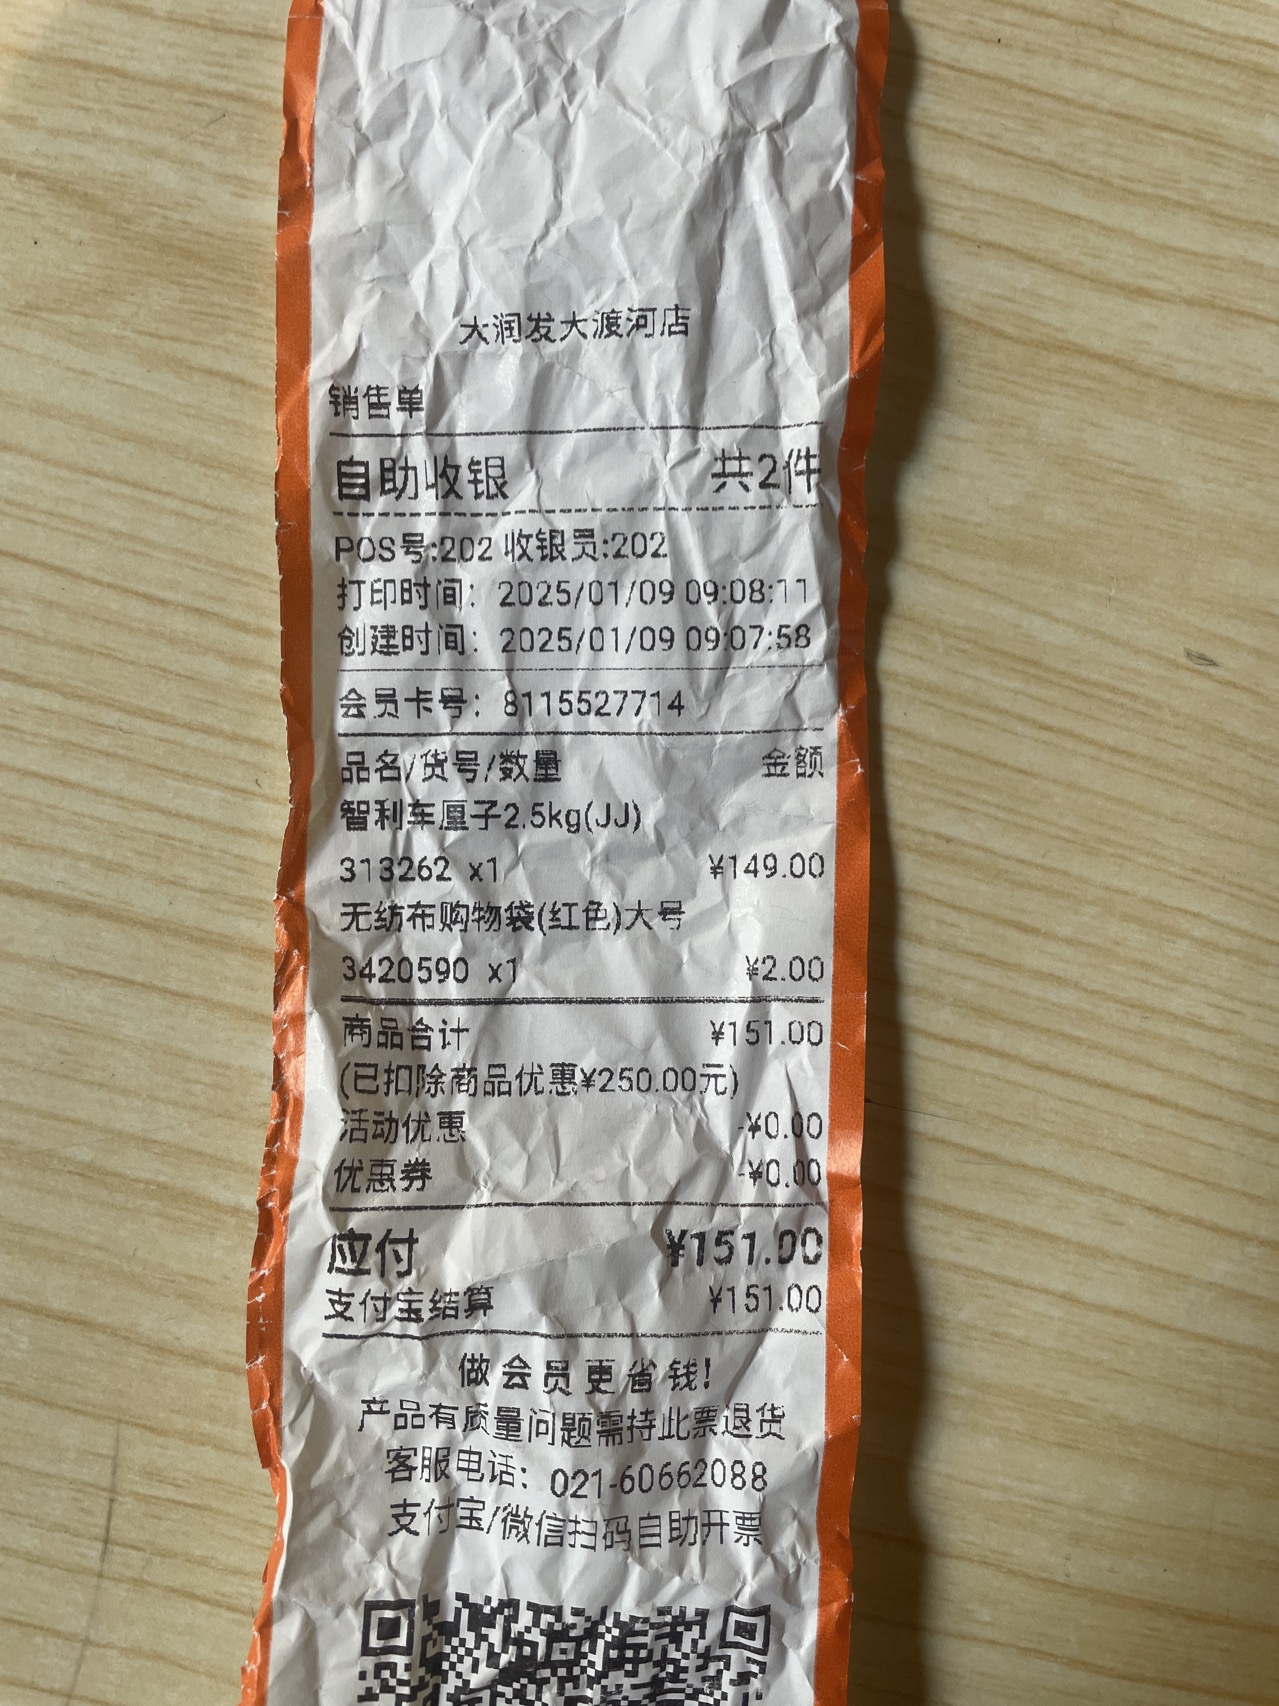 大润发大渡河店
销售单
自助收银 共2件
POS号:202 收银员:202
打印时间: 2025/01/09 09:08:11
创建时间: 2025/01/09 09:07:58
会员卡号: 8115527714
品名/货号/数量 金额
智利车厘子2.5kg(JJ)
313262 x1 ¥149.00
无纺布购物袋(红色)大号
3420590 x1 ¥2.00
商品合计 ¥151.00
(已扣除商品优惠¥250.00元)
活动优惠 -¥0.00
优惠券 -¥0.00
应付 ¥151.00
支付宝结算 ¥151.00
做会员更省钱!
产品有质量问题需持此票退货
客服电话: 021-60662088
支付宝/微信扫码自助开票